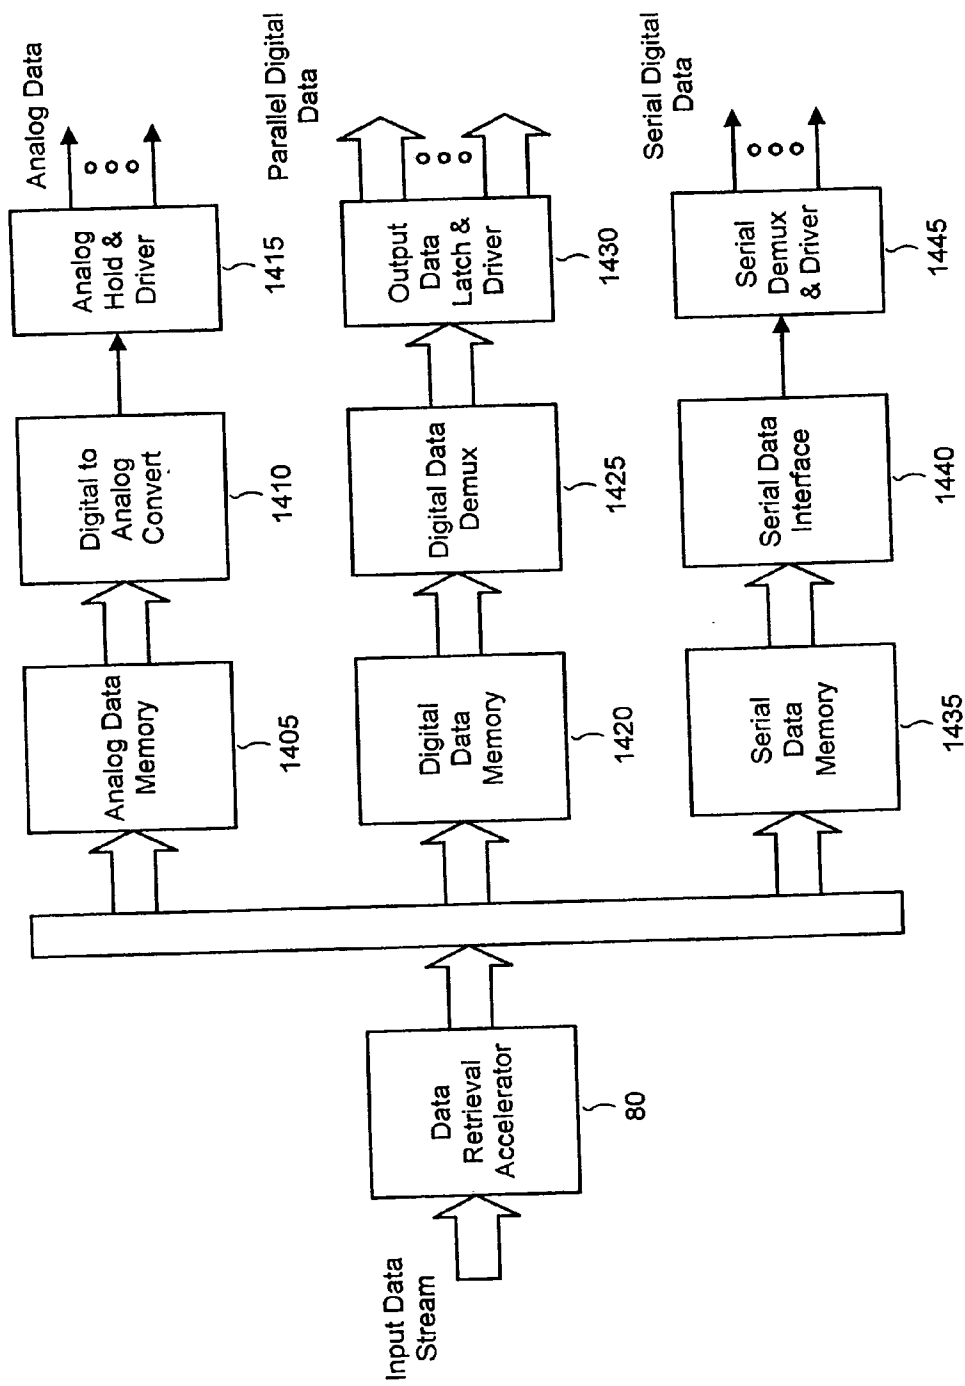 Input Data
Stream
Data
Retrieval
Accelerator
80
Analog Data
Memory
1405
Digital to
Analog
Convert
1410
Analog
Hold &
Driver
1415
Analog Data
Digital
Data
Memory
1420
Digital Data
Demux
1425
Output
Data
Latch &
Driver
1430
Parallel Digital
Data
Serial
Data
Memory
1435
Serial Data
Interface
1440
Serial
Demux
& Driver
1445
Serial Digital
Data